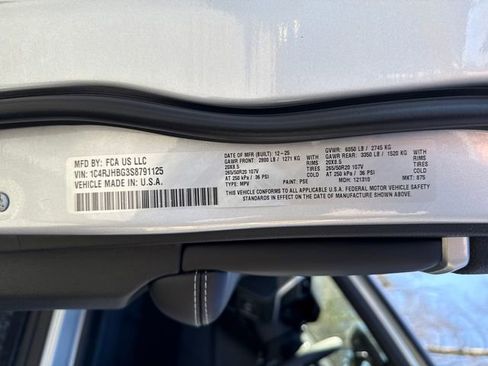 MFD BY: FCA US LLC
VIN: 1C4RJHBG3S8791125
VEHICLE MADE IN: U.S.A.
DATE OF MFR (BUILT): 12-25
GAWR FRONT: 2800 LB / 1271 KG
20X8.5
265/50R20 107V
AT 250 kPa / 36 PSI COLD
TYPE: MPV
PAINT: PSE
GVWR: 6050 LB / 2745 KG
GAWR REAR: 3350 LB / 1520 KG
WITH
20X8.5 RIMS
TIRES
265/50R20 107V
AT 250 kPa / 36 PSI COLD
THIS VEHICLE CONFORMS TO ALL APPLICABLE U.S.A. FEDERAL MOTOR VEHICLE SAFETY
STANDARDS IN EFFECT ON THE DATE OF MANUFACTURE SHOWN ABOVE.
MDH: 121310
MKT: 875